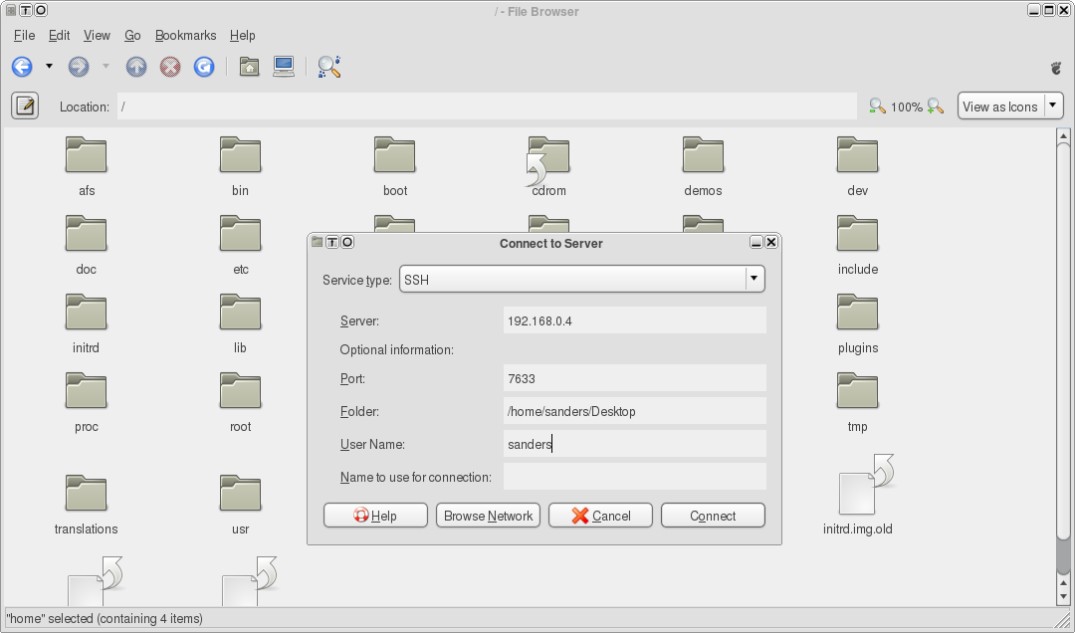 / - File Browser
File Edit View Go Bookmarks Help
Location: / 100% View as Icons
afs bin boot cdrom demos dev
doc etc include
initrd lib plugins
proc root tmp
translations usr initrd.img.old
Connect to Server
Service type: SSH
Server: 192.168.0.4
Optional information:
Port: 7633
Folder: /home/sanders/Desktop
User Name: sanders
Name to use for connection:
Help Browse Network Cancel Connect
"home" selected (containing 4 items)